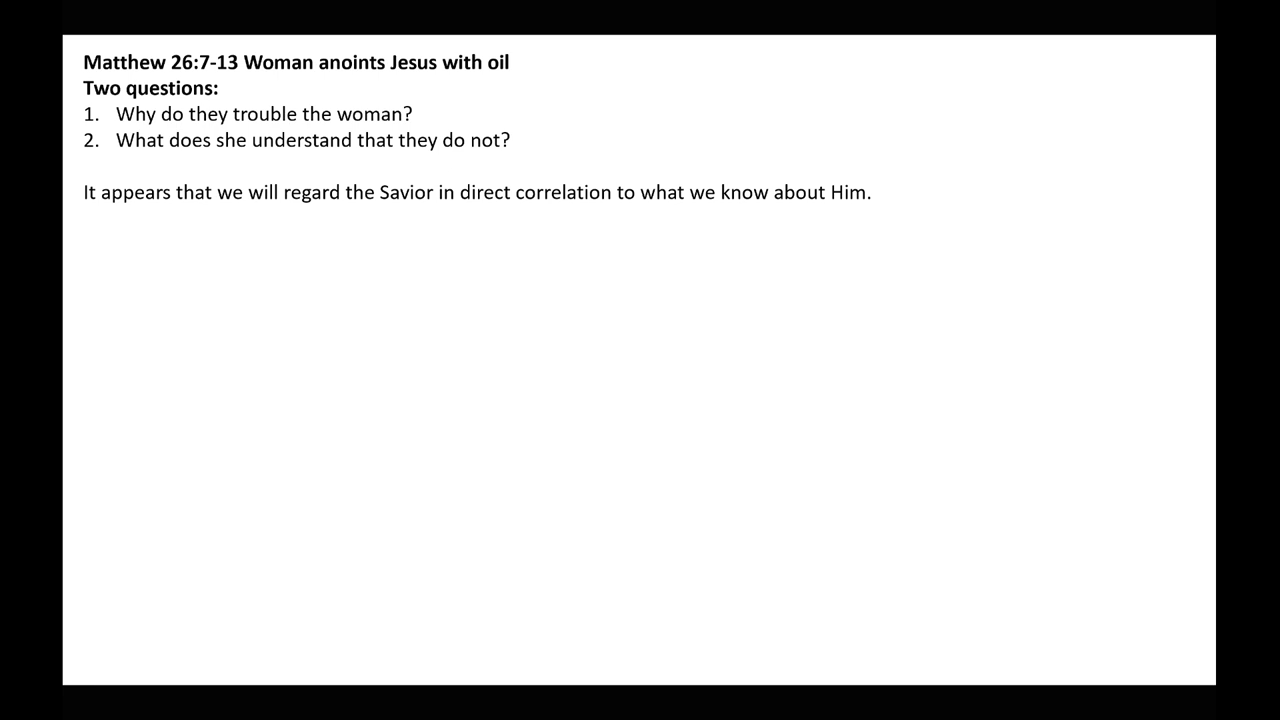 Matthew 26:7-13 Woman anoints Jesus with oil
Two questions:
1. Why do they trouble the woman?
2. What does she understand that they do not?
It appears that we will regard the Savior in direct correlation to what we know about Him.